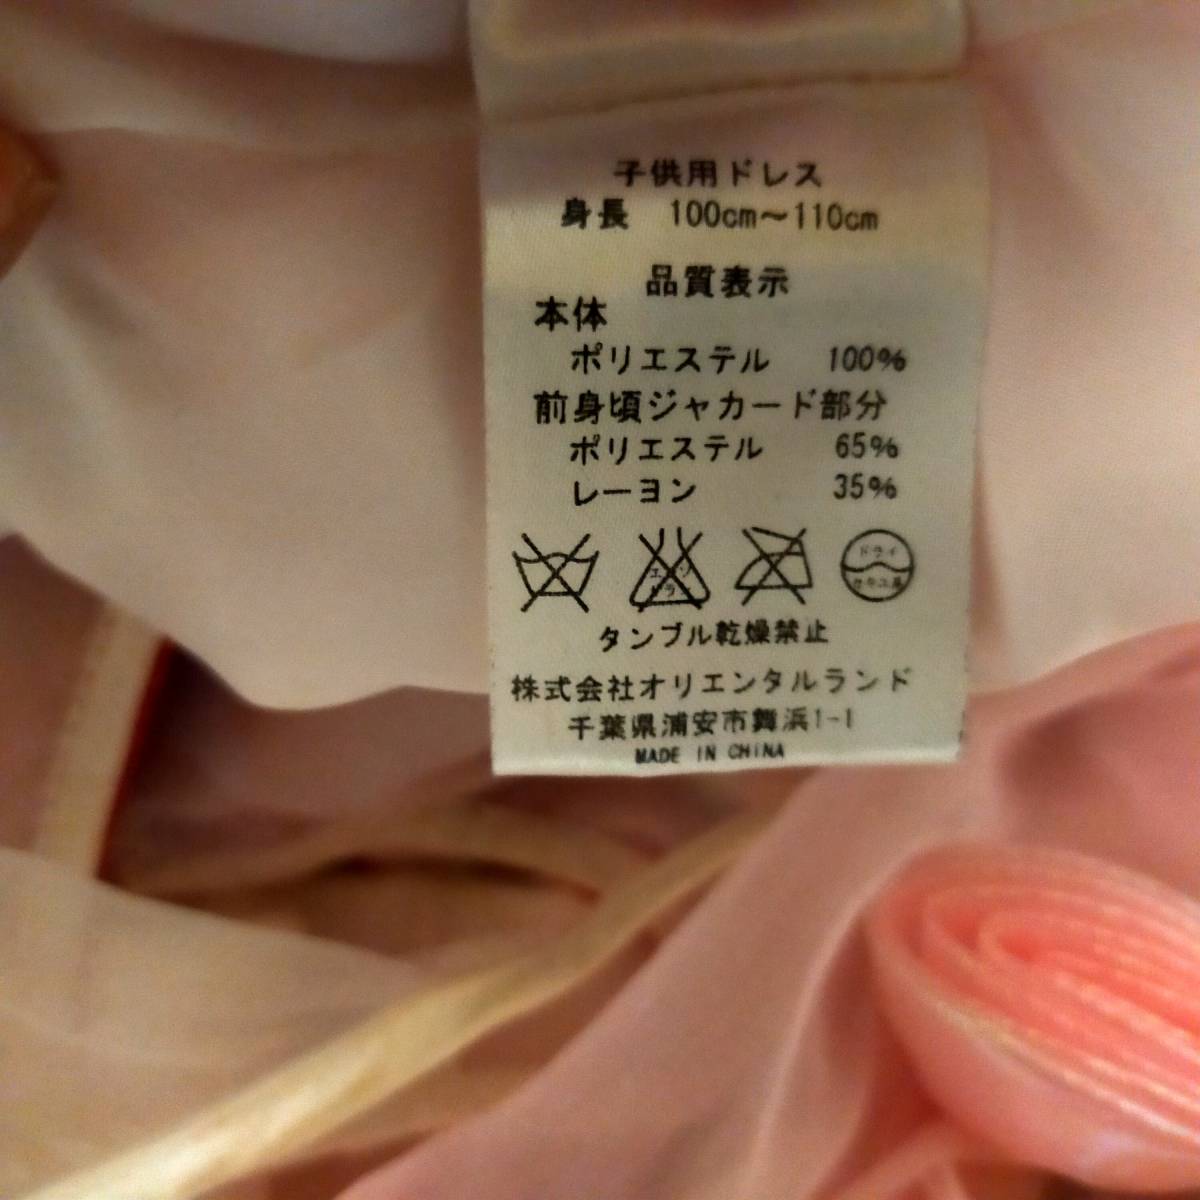 子供用ドレス
身長 100cm～110cm
品質表示
本体
ポリエステル 100%
前身頃ジャカード部分
ポリエステル 65%
レーヨン 35%
ドライ
タンブル乾燥禁止
株式会社オリエンタルランド
千葉県浦安市舞浜1-1
MADE IN CHINA